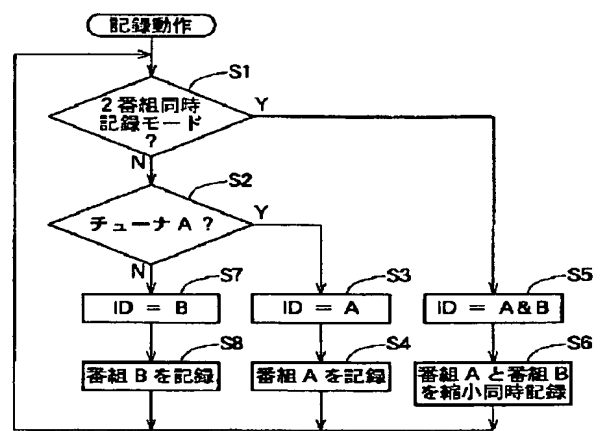 記録動作
S1
2番組同時
記録モード
?
Y
N
S2
チューナA?
Y
N
S7
S3
S5
ID = B
ID = A
ID = A&B
S8
S4
S6
番組Bを記録
番組Aを記録
番組Aと番組B
を縮小同時記録